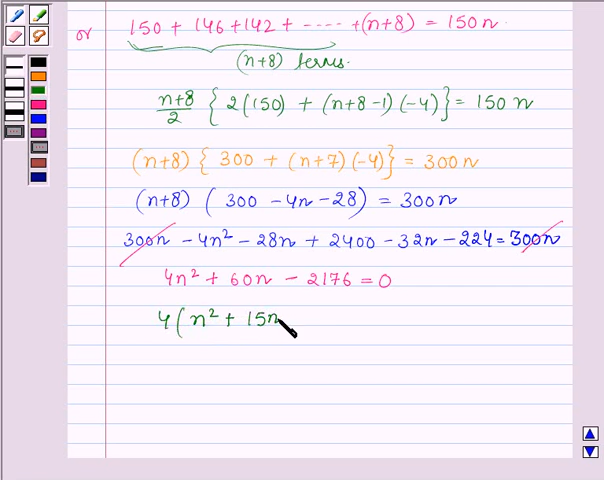 or 150 + 146 + 142 + ····· + (n+8) = 150n.
(n+8) terms.
n+8/2 { 2(150) + (n+8-1) (-4) } = 150n
(n+8) { 300 + (n+7) (-4) } = 300n
(n+8) ( 300 - 4n - 28) = 300n
300n - 4n² - 28n + 2400 - 32n - 224 = 300n
4n² + 60n - 2176 = 0
4 ( n² + 15n